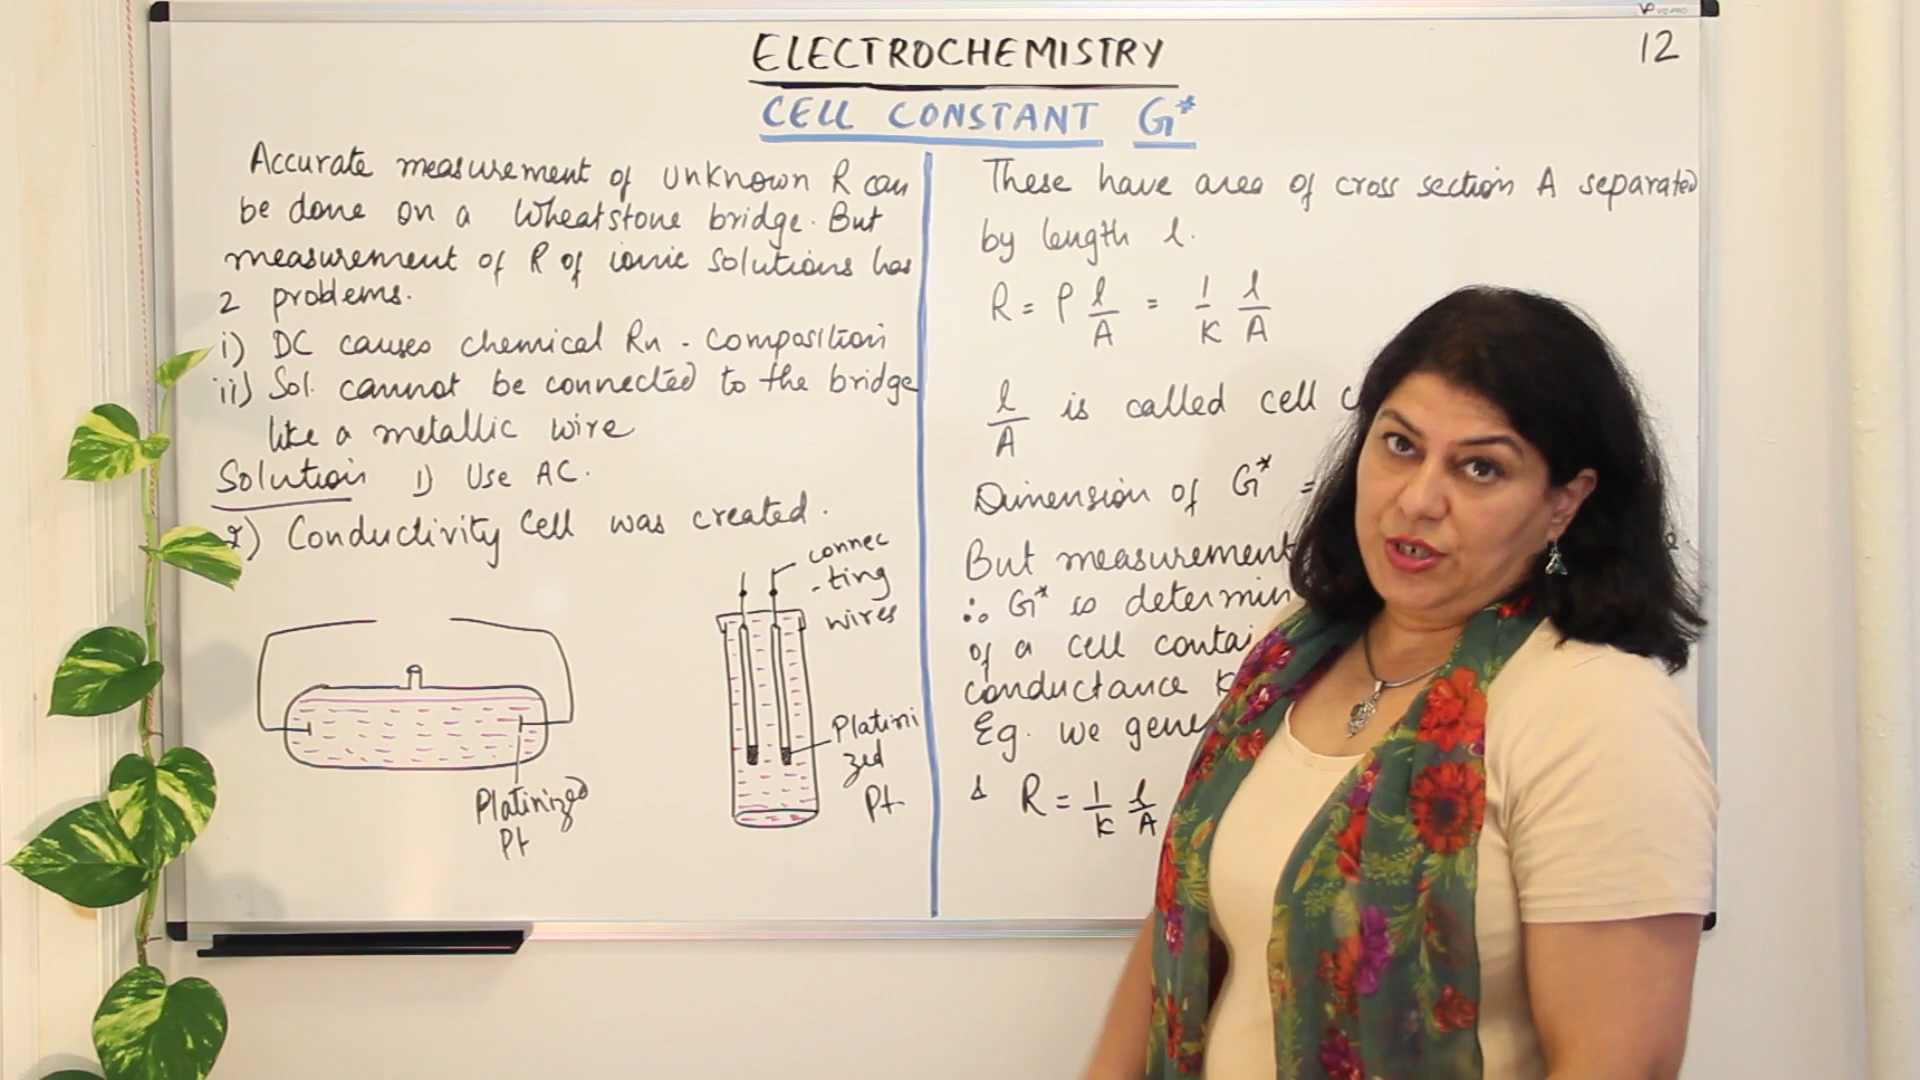 VIZ-PRO
ELECTROCHEMISTRY
12
CELL CONSTANT G*
Accurate measurement of unknown R can
be done on a Wheatstone bridge. But
measurement of R of ionic solutions has
2 problems.
i) DC causes chemical Rn - composition
ii) Sol. cannot be connected to the bridge
like a metallic wire
Solution 1) Use AC.
2) Conductivity Cell was created.
connec
-ting
wires
Platinized
Pt
Platini
zed
Pt.
These have area of cross section A separated
by length l.
R = ρ l/A = 1/K l/A
l/A is called cell c
Dimension of G* =
But measurement
∴ G* is determin
of a cell contai
conductance K
Eg. we gene
& R = 1/K l/A